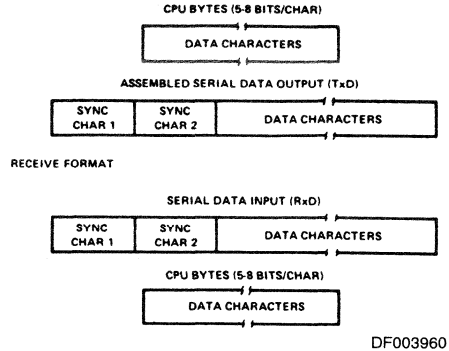 CPU BYTES (5-8 BITS/CHAR)
DATA CHARACTERS
ASSEMBLED SERIAL DATA OUTPUT (TxD)
SYNC CHAR 1
SYNC CHAR 2
DATA CHARACTERS
RECEIVE FORMAT
SERIAL DATA INPUT (RxD)
SYNC CHAR 1
SYNC CHAR 2
DATA CHARACTERS
CPU BYTES (5-8 BITS/CHAR)
DATA CHARACTERS
DF003960